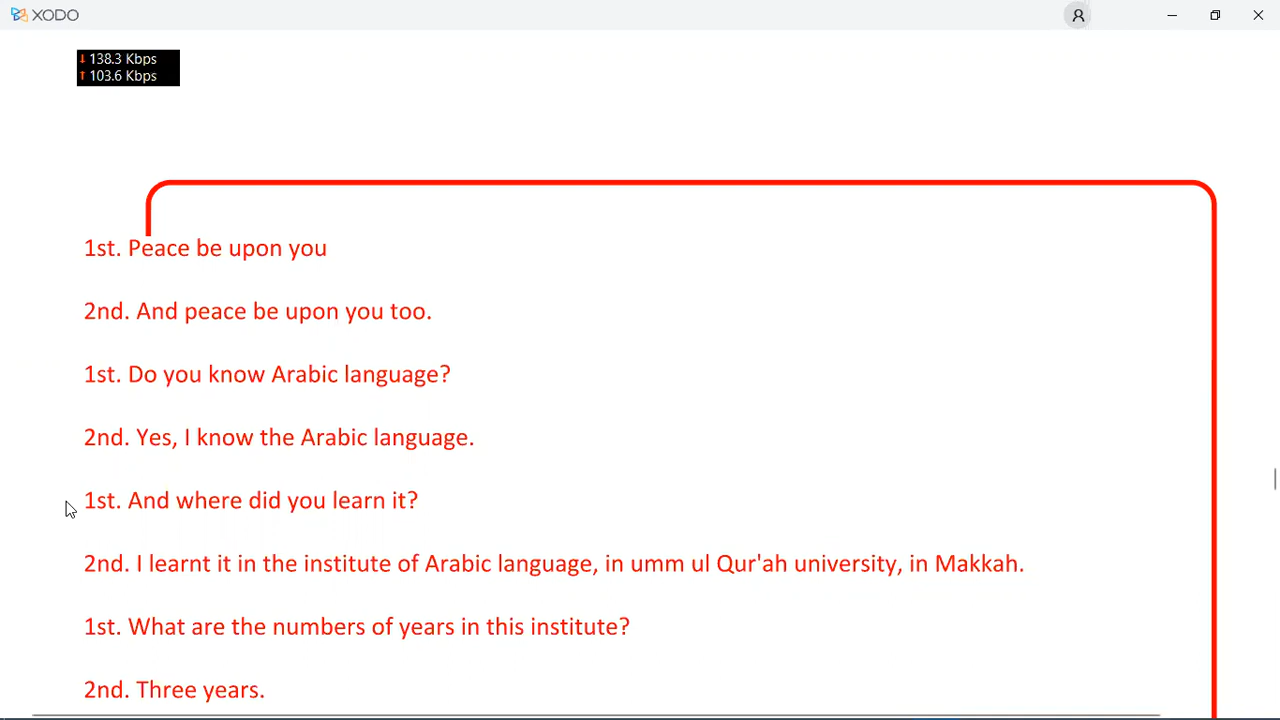 XODO
↓ 138.3 Kbps
↑ 103.6 Kbps
1st. Peace be upon you
2nd. And peace be upon you too.
1st. Do you know Arabic language?
2nd. Yes, I know the Arabic language.
1st. And where did you learn it?
2nd. I learnt it in the institute of Arabic language, in umm ul Qur'ah university, in Makkah.
1st. What are the numbers of years in this institute?
2nd. Three years.